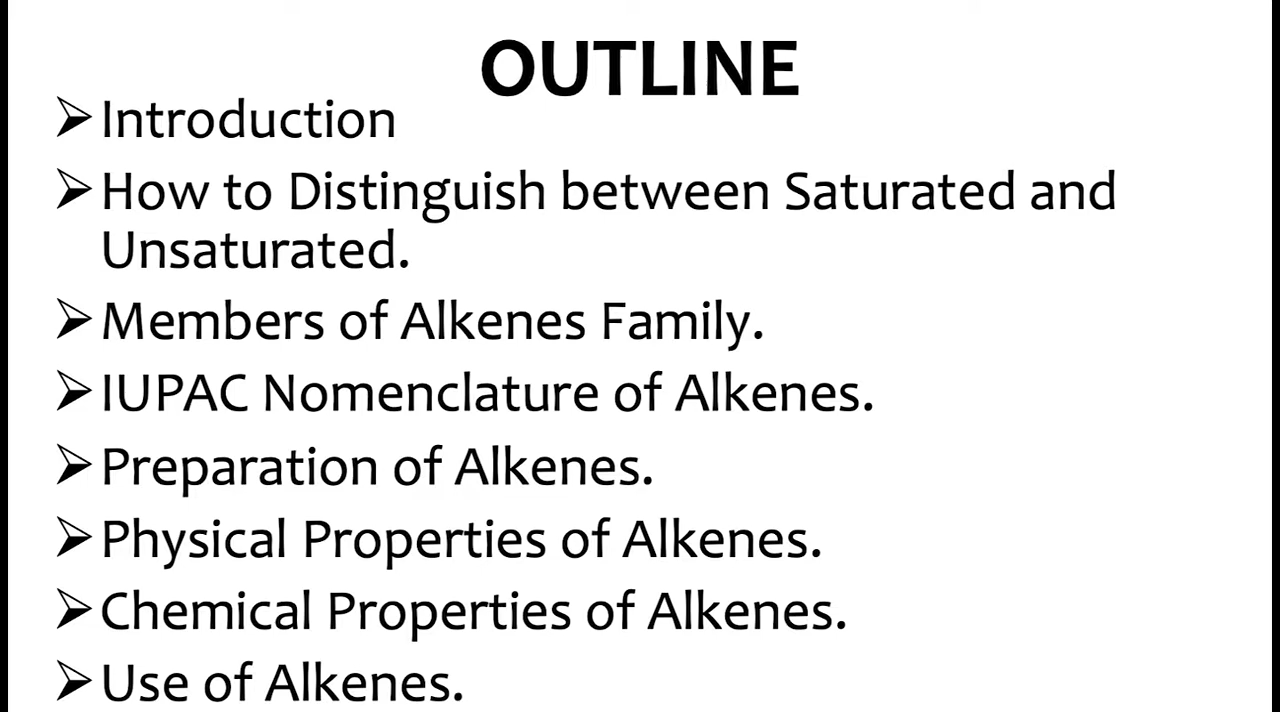 OUTLINE
➢Introduction
➢How to Distinguish between Saturated and
Unsaturated.
➢Members of Alkenes Family.
➢IUPAC Nomenclature of Alkenes.
➢Preparation of Alkenes.
➢Physical Properties of Alkenes.
➢Chemical Properties of Alkenes.
➢Use of Alkenes.